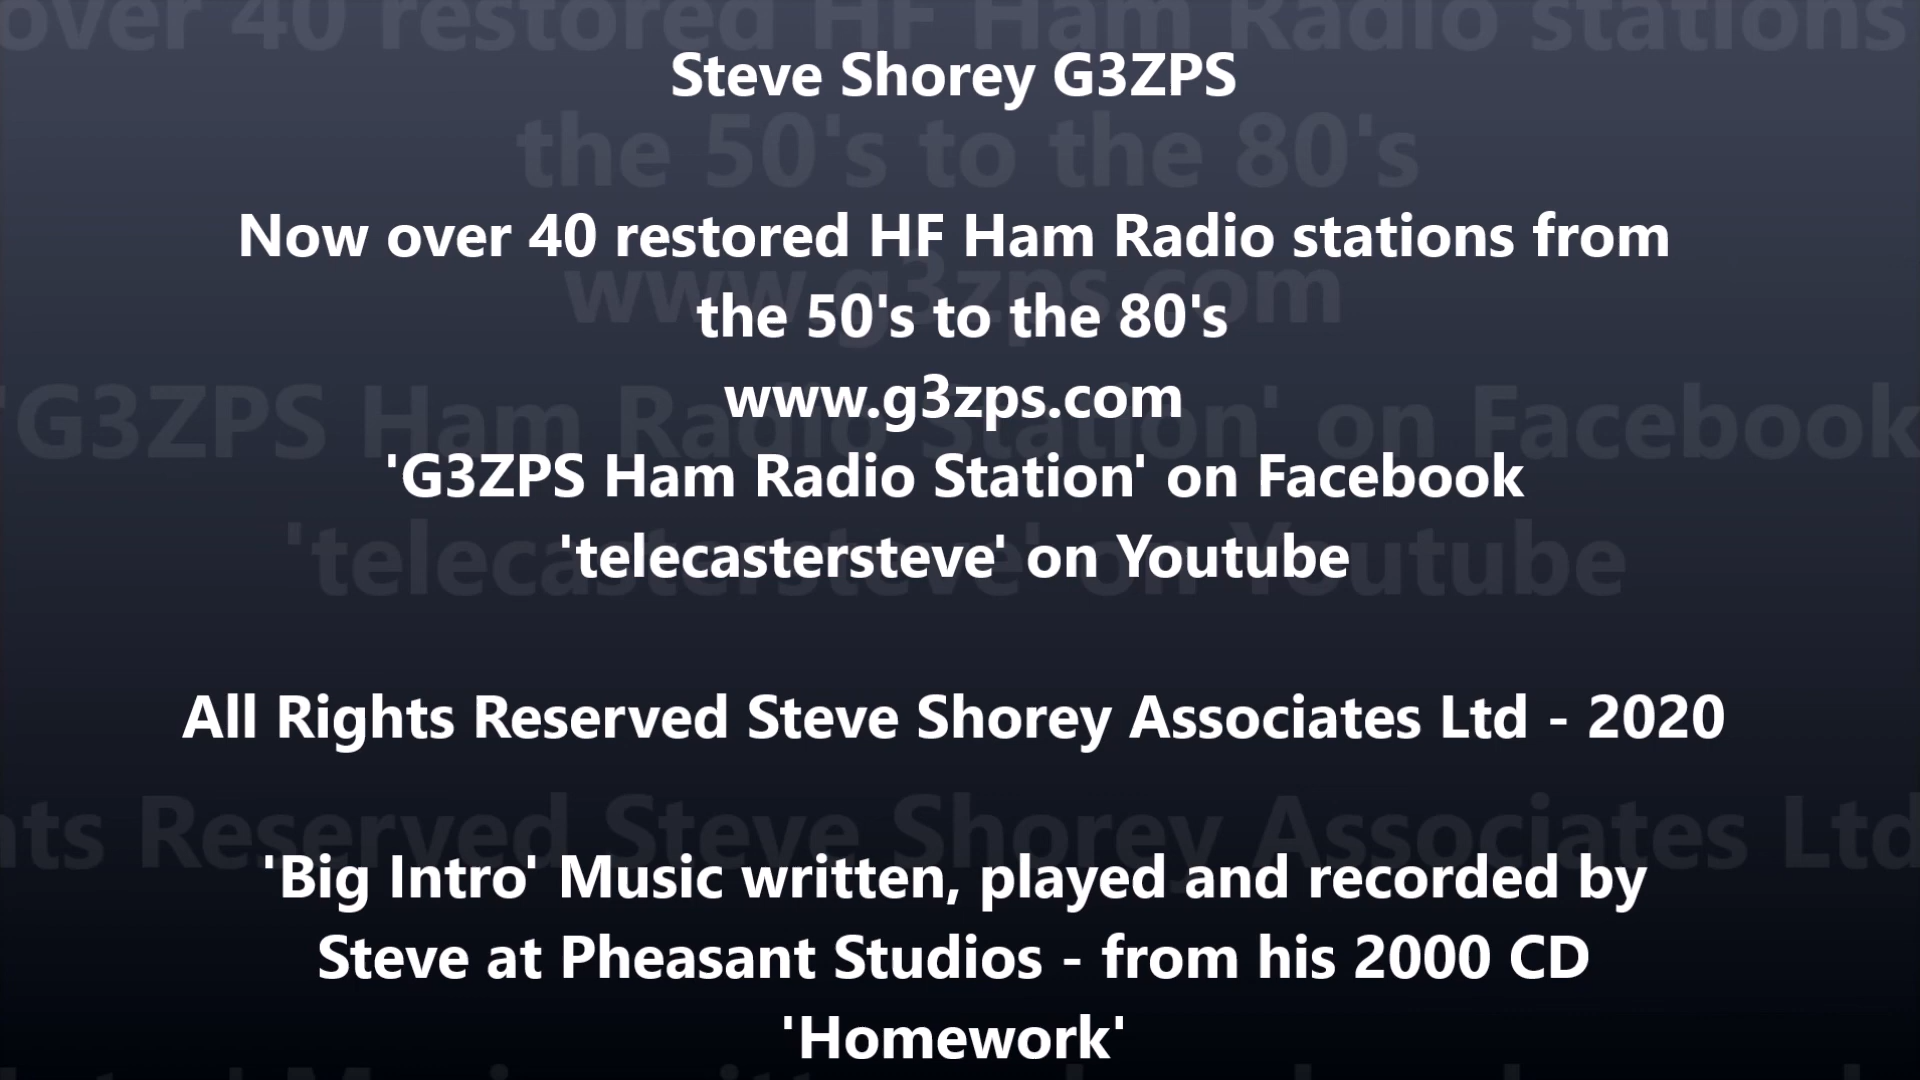 Steve Shorey G3ZPS
Now over 40 restored HF Ham Radio stations from
the 50's to the 80's
www.g3zps.com
'G3ZPS Ham Radio Station' on Facebook
'telecastersteve' on Youtube
All Rights Reserved Steve Shorey Associates Ltd - 2020
'Big Intro' Music written, played and recorded by
Steve at Pheasant Studios - from his 2000 CD
'Homework'